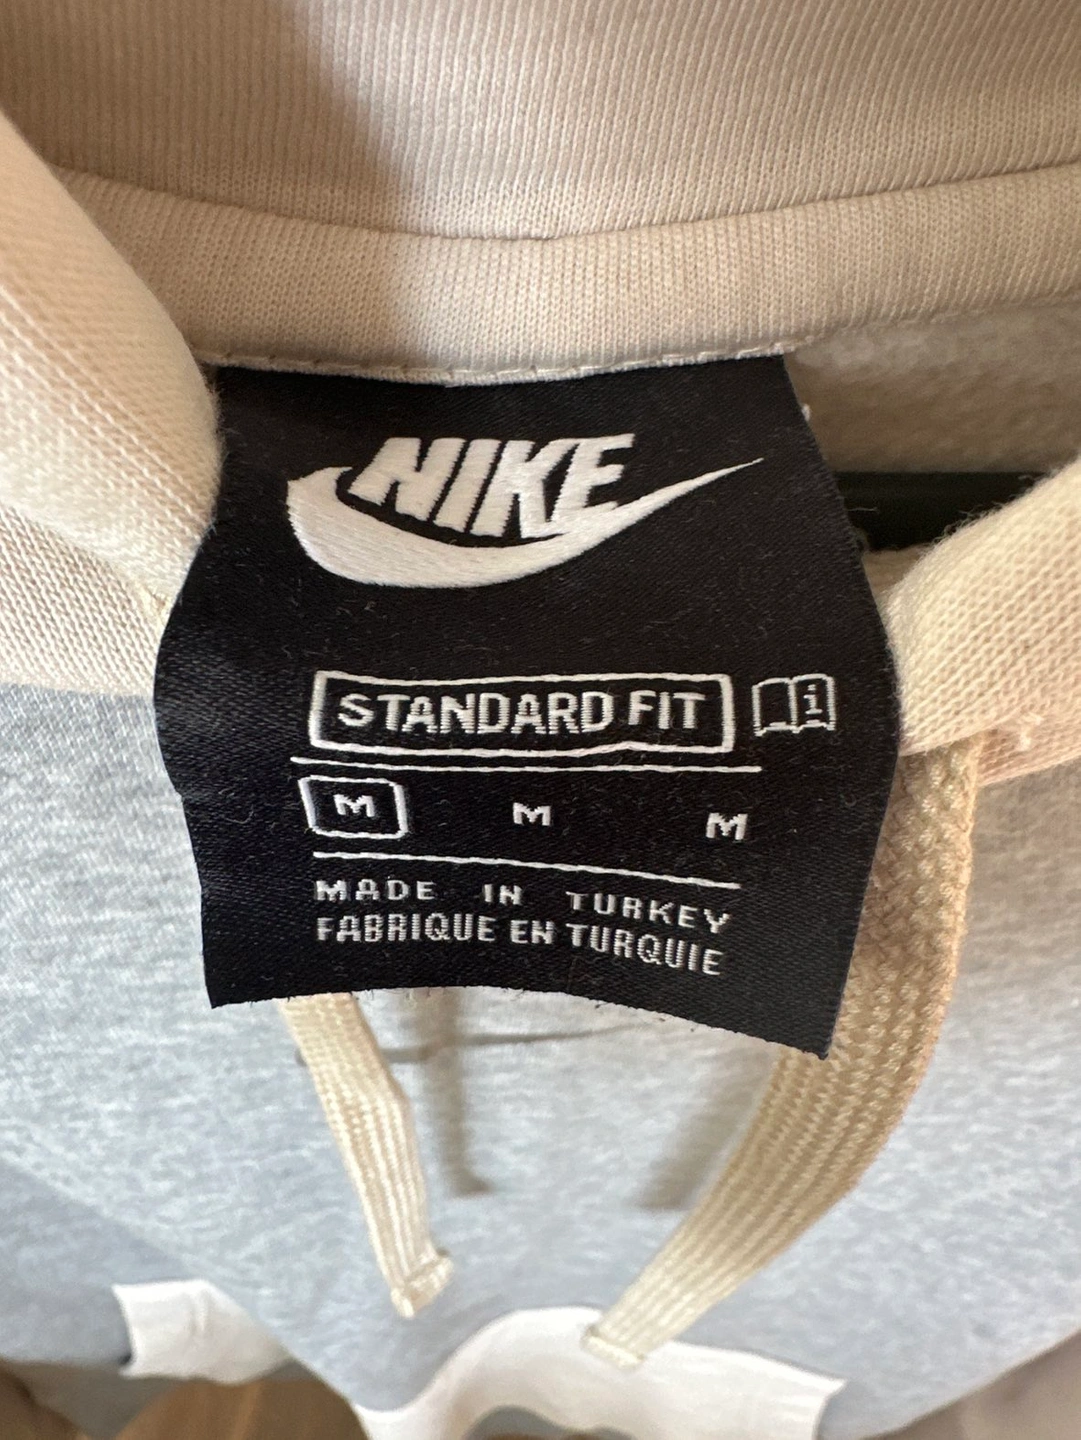 NIKE
STANDARD FIT i
M M M
MADE IN TURKEY
FABRIQUE EN TURQUIE